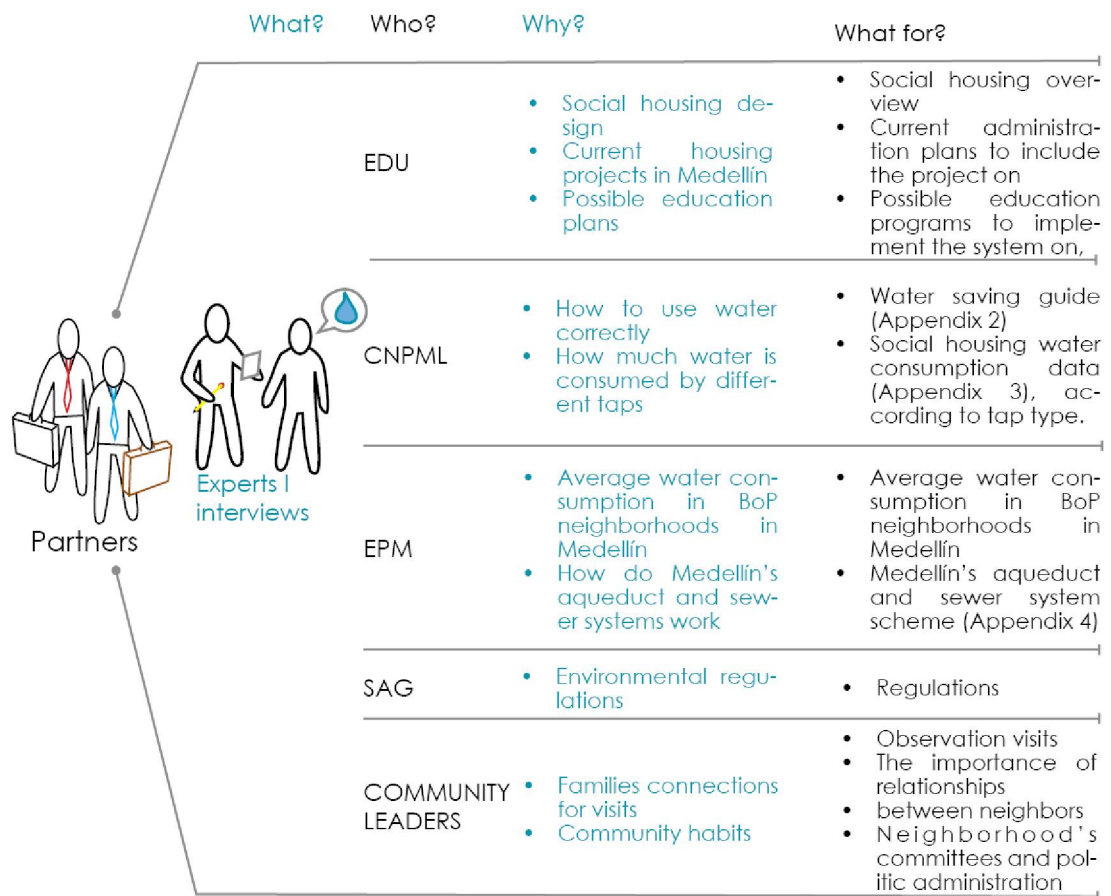 What?
Who?
Why?
What for?
EDU
• Social housing de-
sign
• Current housing
projects in Medellín
• Possible education
plans
• Social housing over-
view
• Current administra-
tion plans to include
the project on
• Possible education
programs to imple-
ment the system on,
CNPML
• How to use water
correctly
• How much water is
consumed by differ-
ent taps
• Water saving guide
(Appendix 2)
• Social housing water
consumption data
(Appendix 3), ac-
cording to tap type.
Experts I
interviews
Partners
EPM
• Average water con-
sumption in BoP
neighborhoods in
Medellín
• How do Medellín's
aqueduct and sew-
er systems work
• Average water con-
sumption in BoP
neighborhoods in
Medellín
• Medellín's aqueduct
and sewer system
scheme (Appendix 4)
SAG
• Environmental regu-
lations
• Regulations
COMMUNITY
LEADERS
• Families connections
for visits
• Community habits
• Observation visits
• The importance of
relationships
• between neighbors
• Neighborhood's
committees and pol-
itic administration